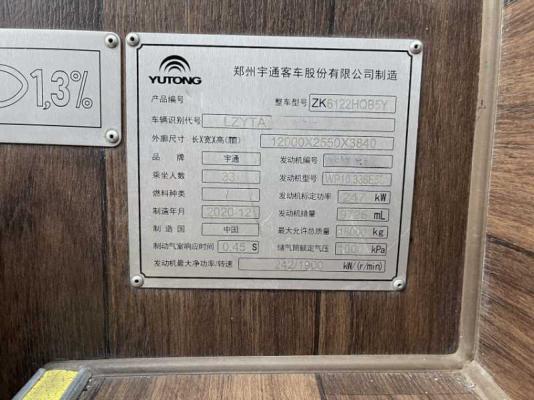 1,3%
YUTONG
郑州宇通客车股份有限公司制造
产品编号
整车型号 ZK6122HQB5Y
车辆识别代号 LZYTA
外廓尺寸 长X宽X高(mm) 12000X2550X3840
品 牌 宇通 发动机编号
乘坐人数 33 发动机型号
燃料种类 / 发动机标定功率 247 kW
制造年月 2020-12 发动机排量 9726 mL
制造国 中国 最大允许总质量 18000 kg
制动气室响应时间 0.45 S 储气筒额定气压 1000 kPa
发动机最大净功率/转速 242/1900 kW/(r/min)